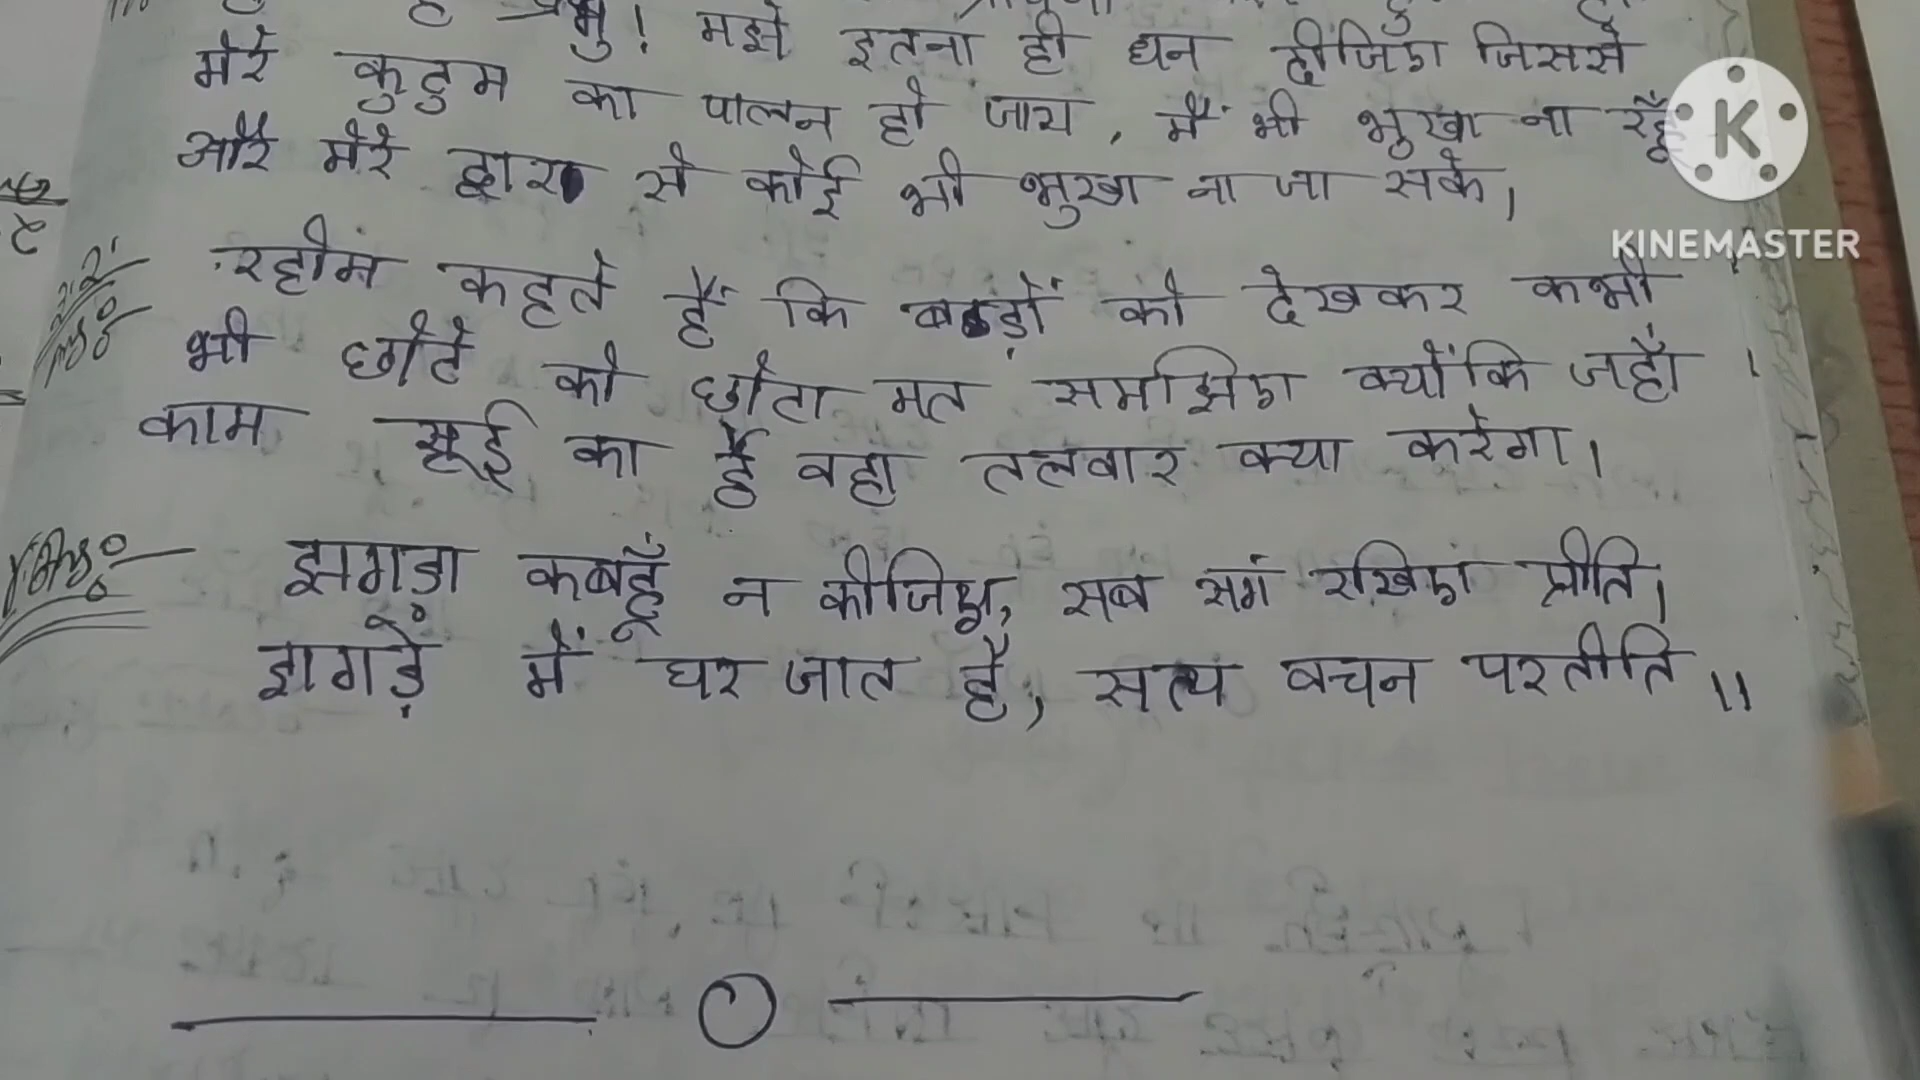 है प्रभु! मझे इतना ही धन दीजिए जिससे
मेरे कुटुम का पालन हो जाय, मैं भी भुखा ना रहूँ
और मेरे द्वारा से कोई भी भुखा ना जा सके।
रहीम कहते हैं कि बड़ों को देखकर कभी
भी छोटे को छोटा मत समझिए क्योंकि जहाँ
काम सूई का है वहा तलवार क्या करेगा।
झगड़ा कबहूँ न कीजिए, सब सगं रखिए प्रीति।
झगड़े में घर जात है, सत्य वचन परतीति ॥
K
KINEMASTER